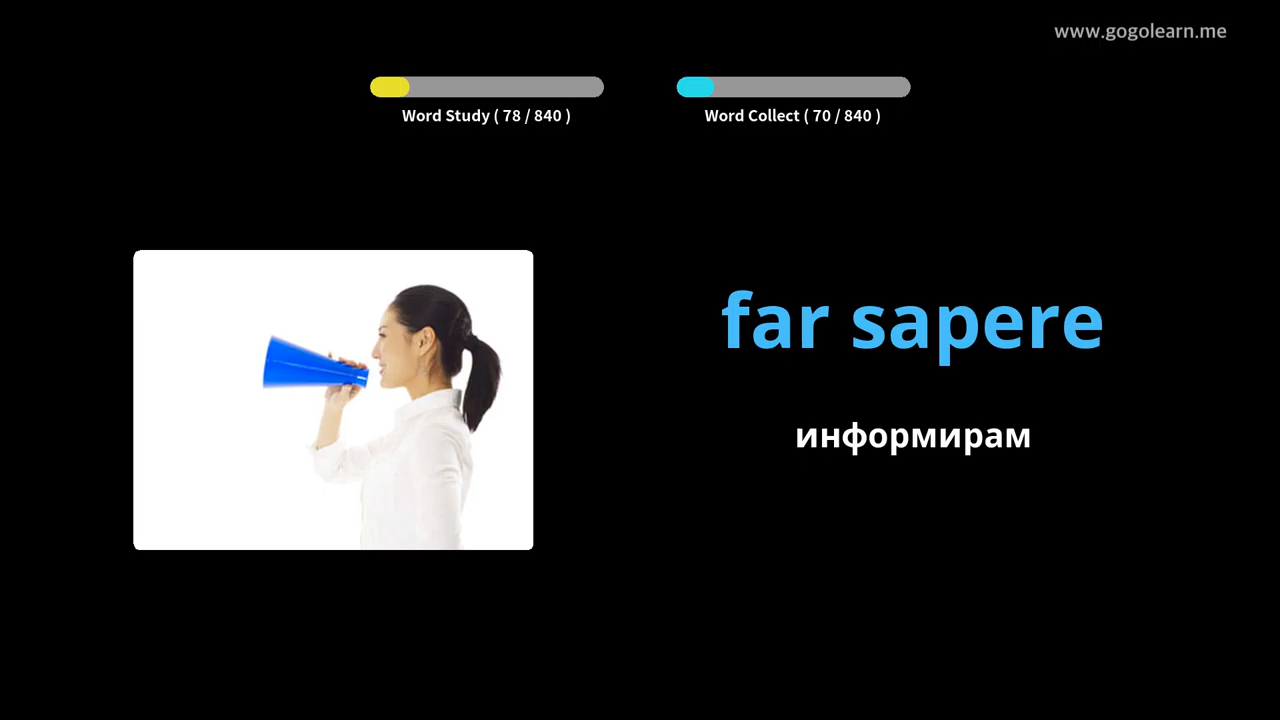 www.gogolearn.me
Word Study ( 78 / 840 )
Word Collect ( 70 / 840 )
far sapere
информирам